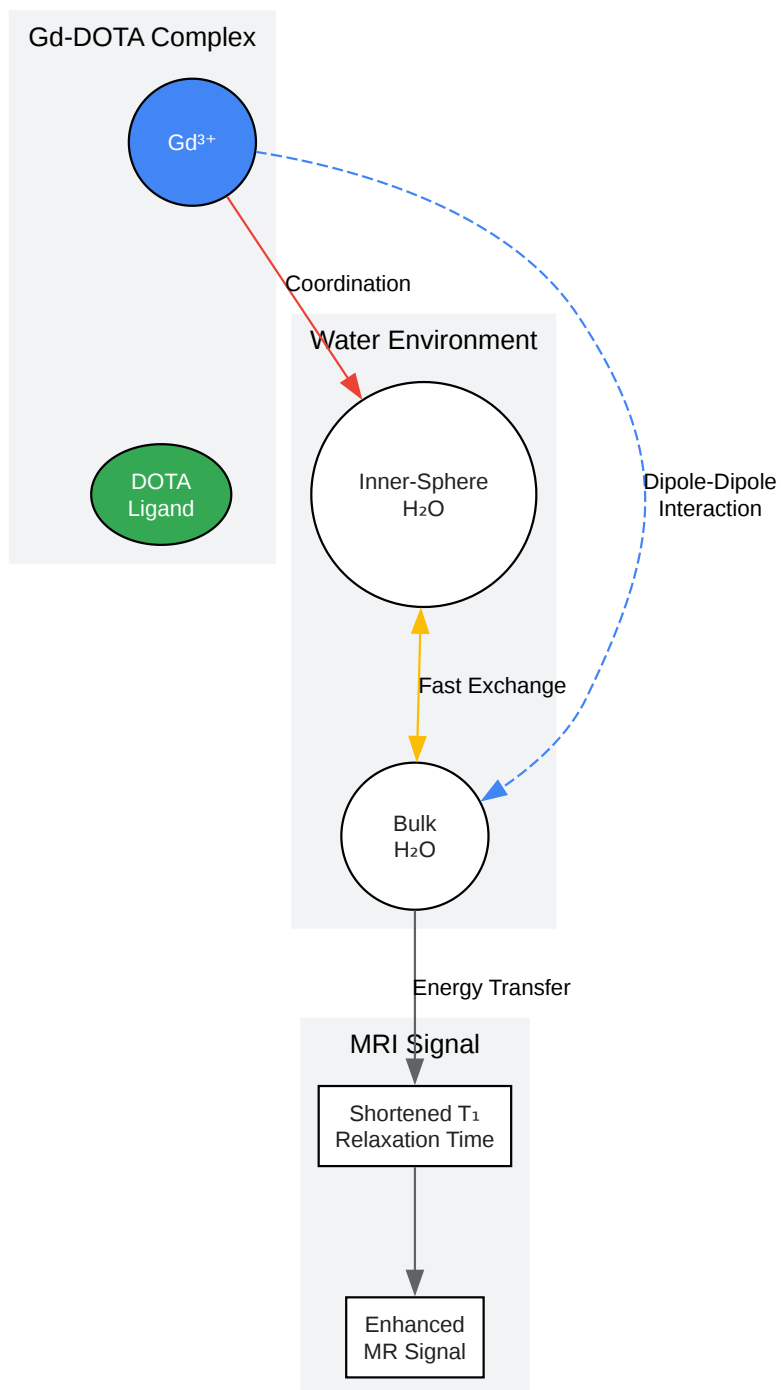 Gd-DOTA Complex
Gd³⁺
Coordination
Water Environment
DOTA
Ligand
Inner-Sphere
H₂O
Dipole-Dipole
Interaction
Fast Exchange
Bulk
H₂O
Energy Transfer
MRI Signal
Shortened T₁
Relaxation Time
Enhanced
MR Signal